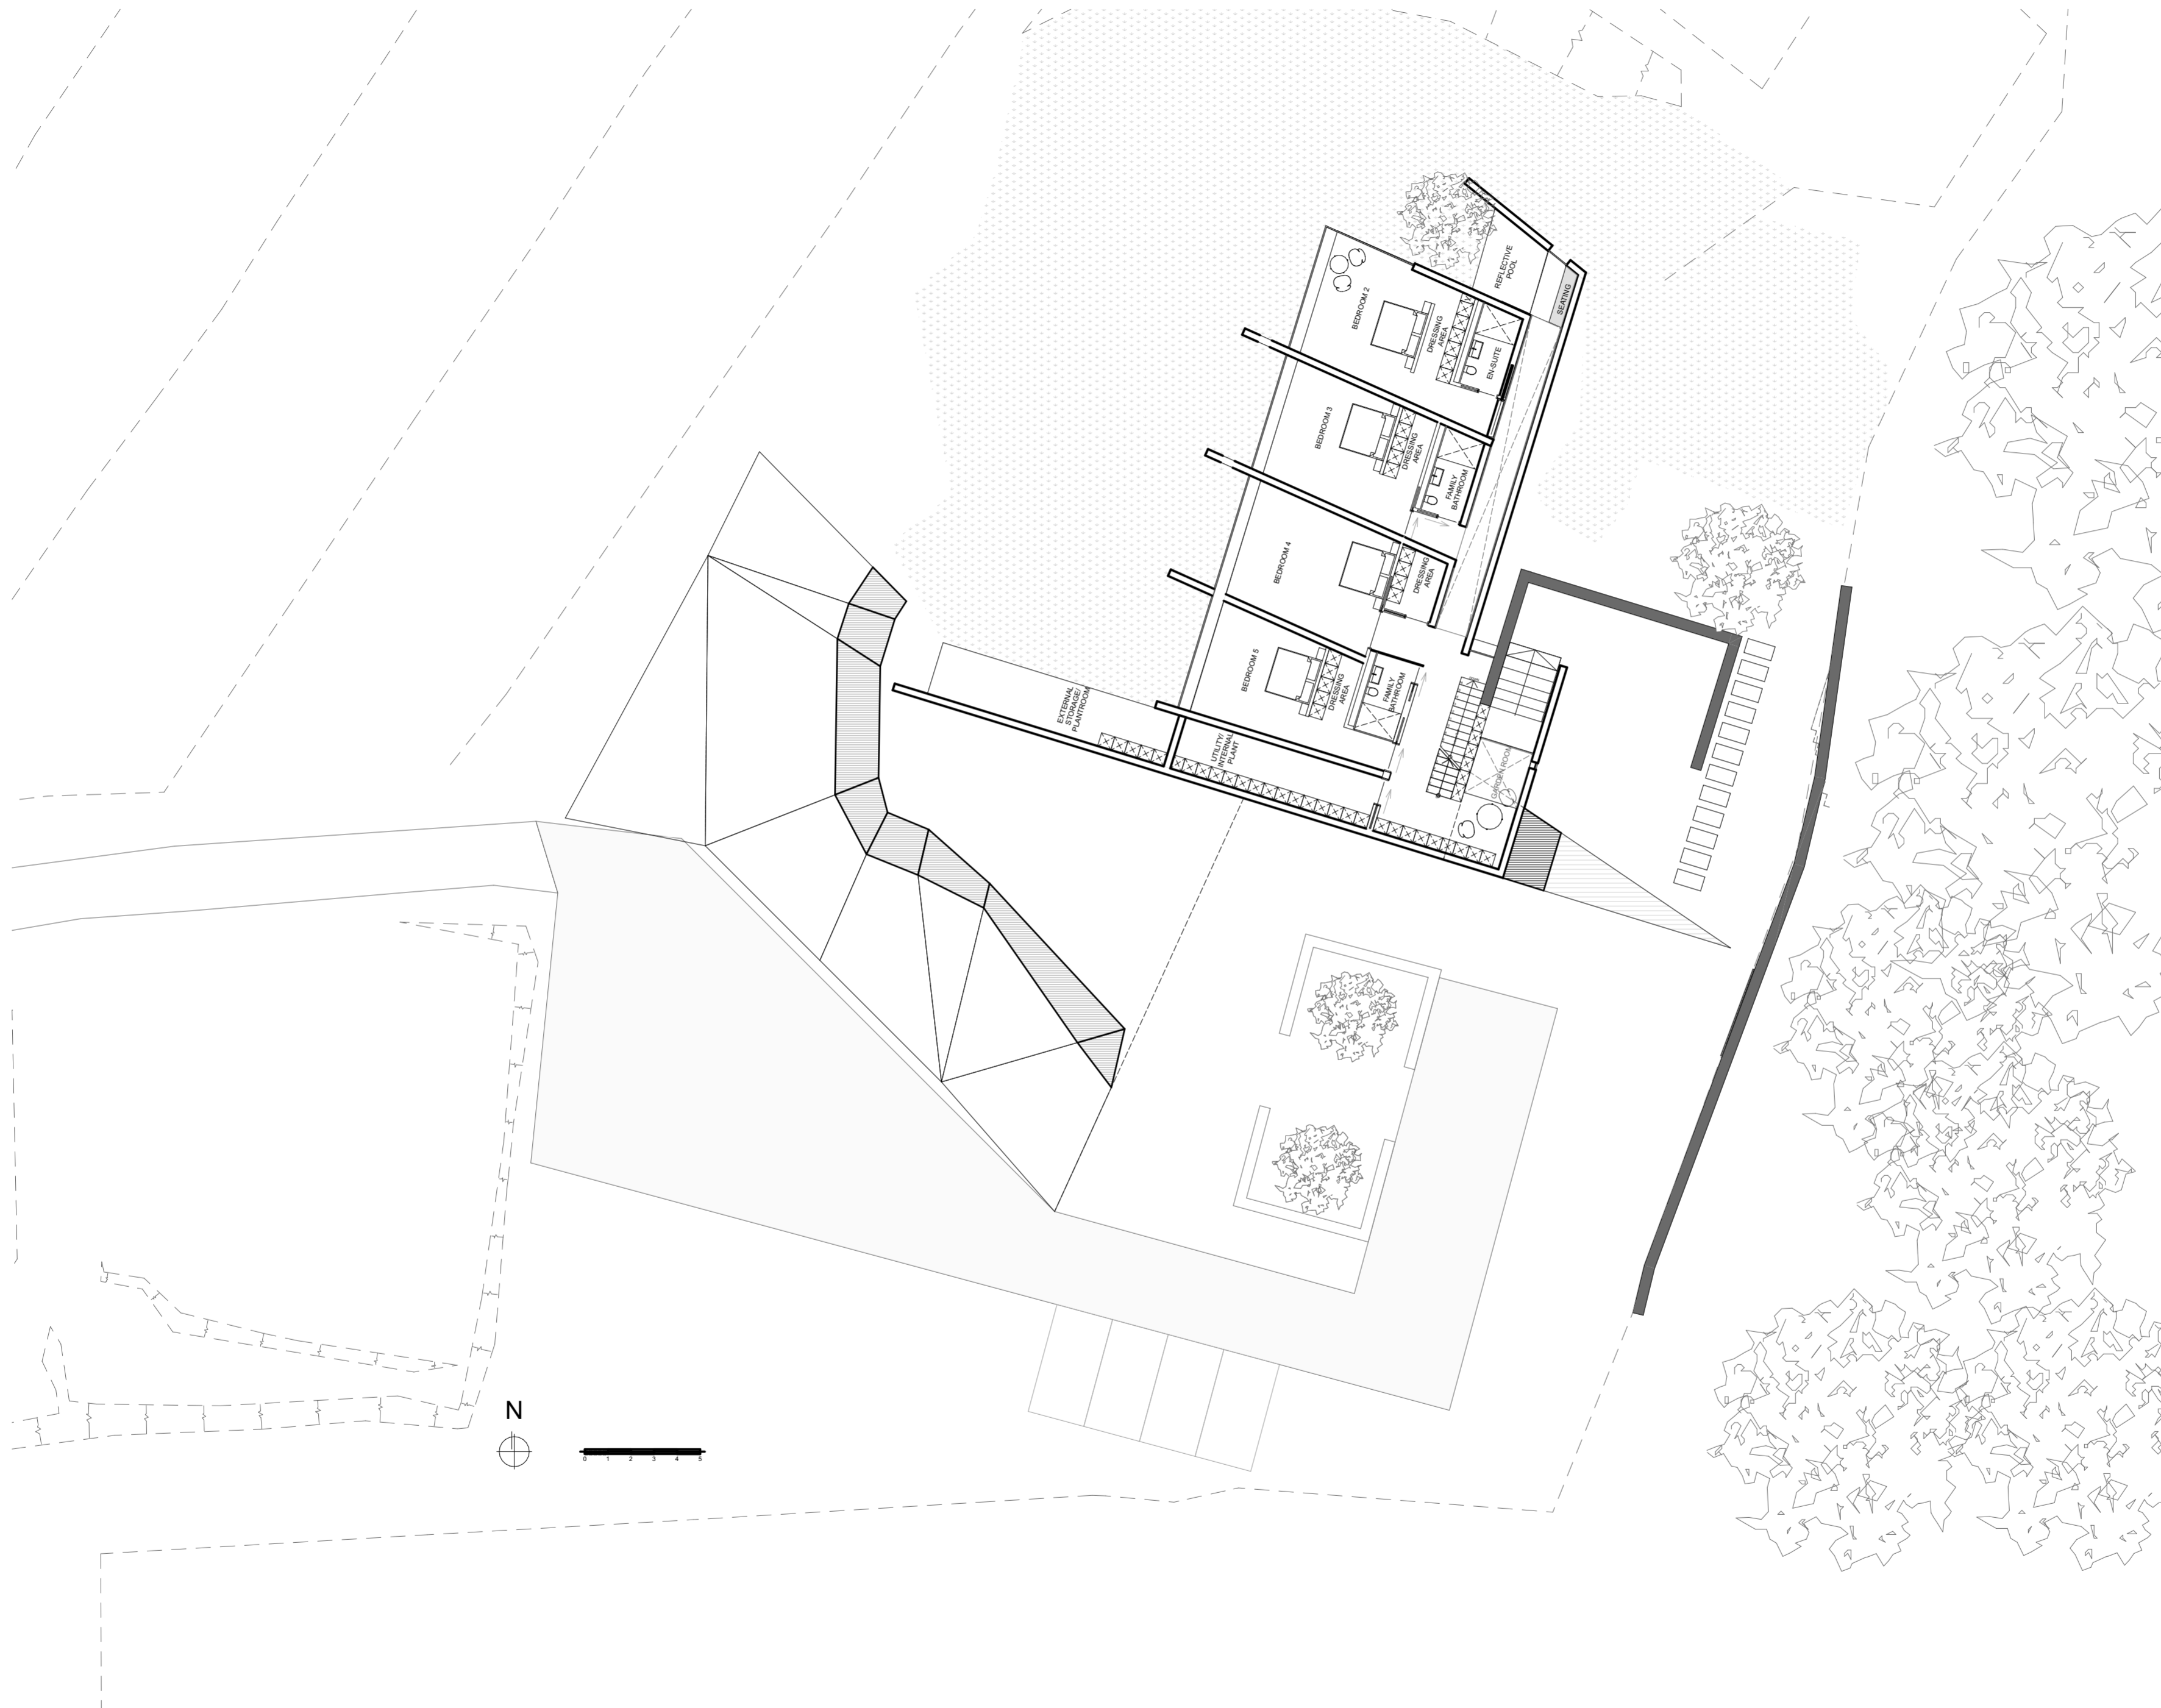 REFLECTIVE
POOL
SEATING
BEDROOM 2
DRESSING
AREA
EN-SUITE
BEDROOM 3
DRESSING
AREA
FAMILY
BATHROOM
BEDROOM 4
DRESSING
AREA
BEDROOM 5
DRESSING
AREA
FAMILY
BATHROOM
EXTERNAL
STORAGE/
PLANTROOM
UTILITY/
INTERNAL
PLANT
GARDEN ROOM
N
0 1 2 3 4 5